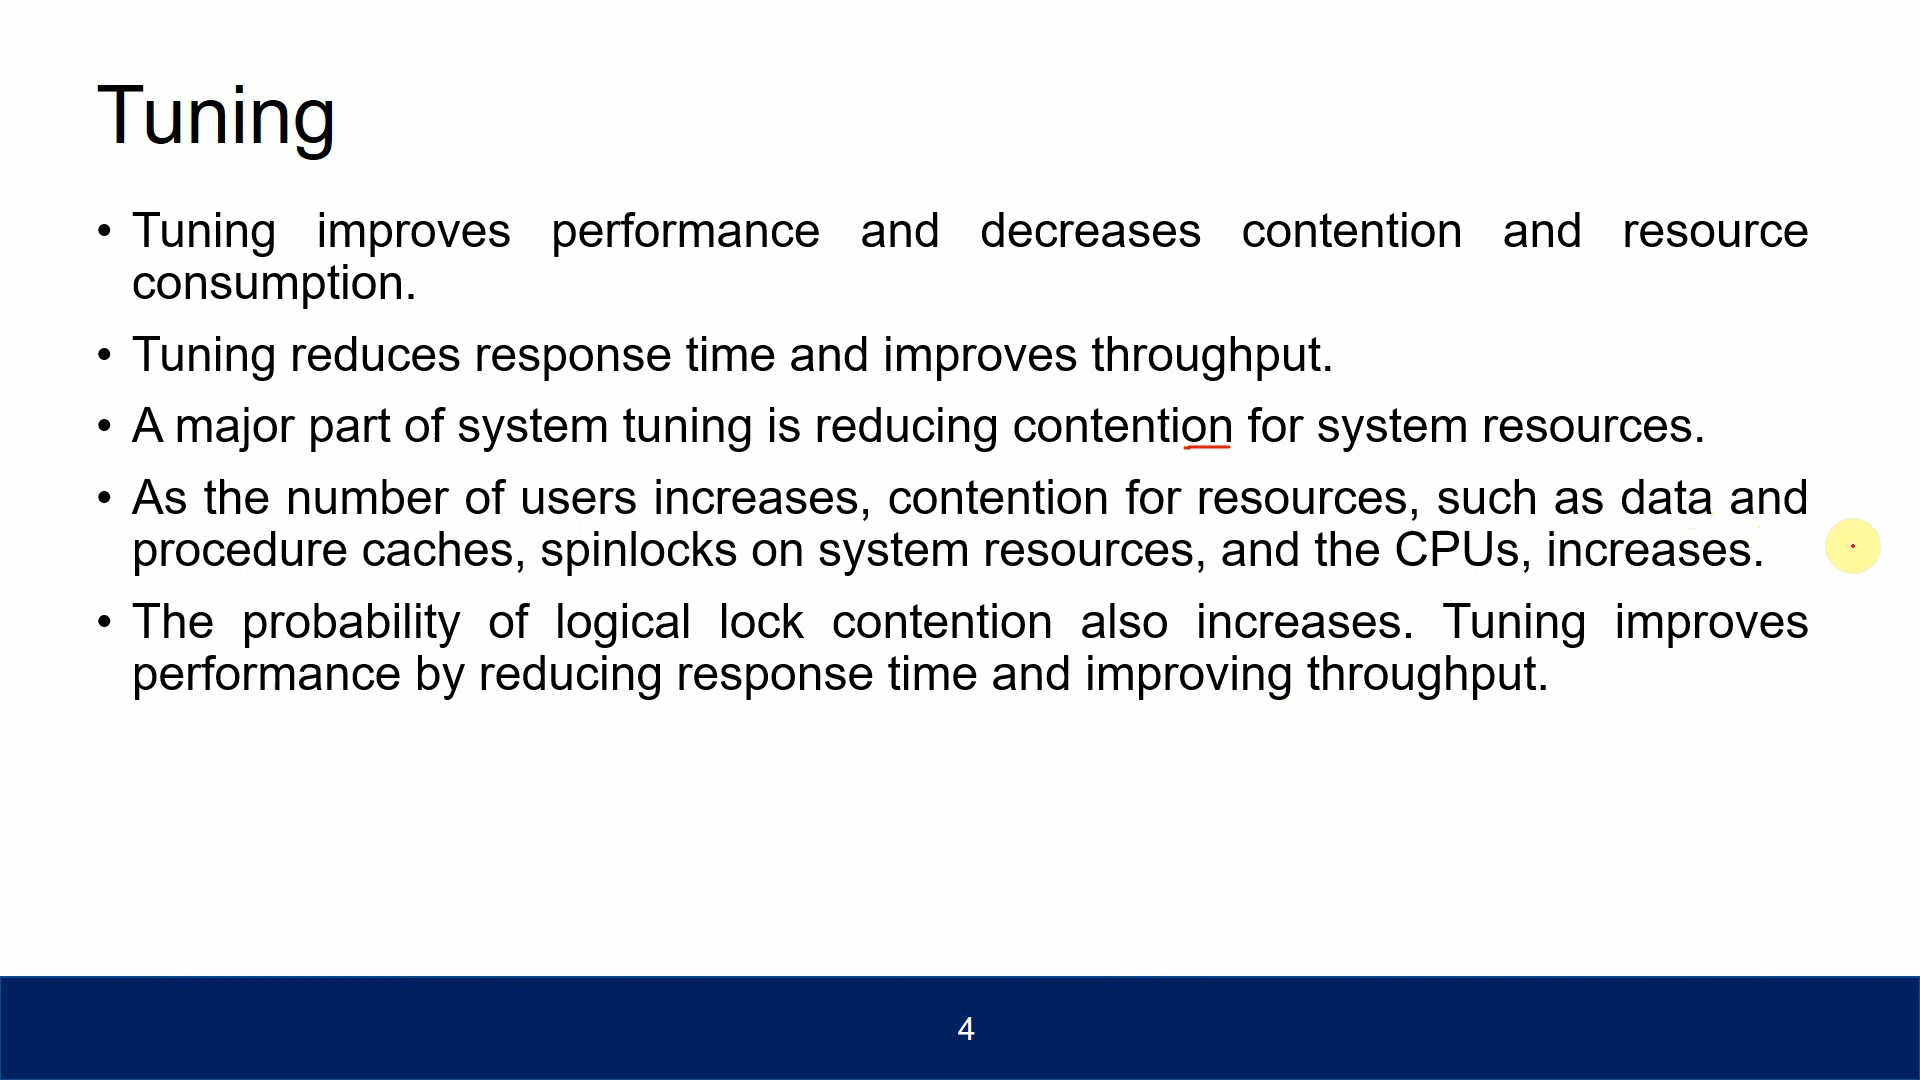 Tuning
• Tuning improves performance and decreases contention and resource
consumption.
• Tuning reduces response time and improves throughput.
• A major part of system tuning is reducing contention for system resources.
• As the number of users increases, contention for resources, such as data and
procedure caches, spinlocks on system resources, and the CPUs, increases.
• The probability of logical lock contention also increases. Tuning improves
performance by reducing response time and improving throughput.
4